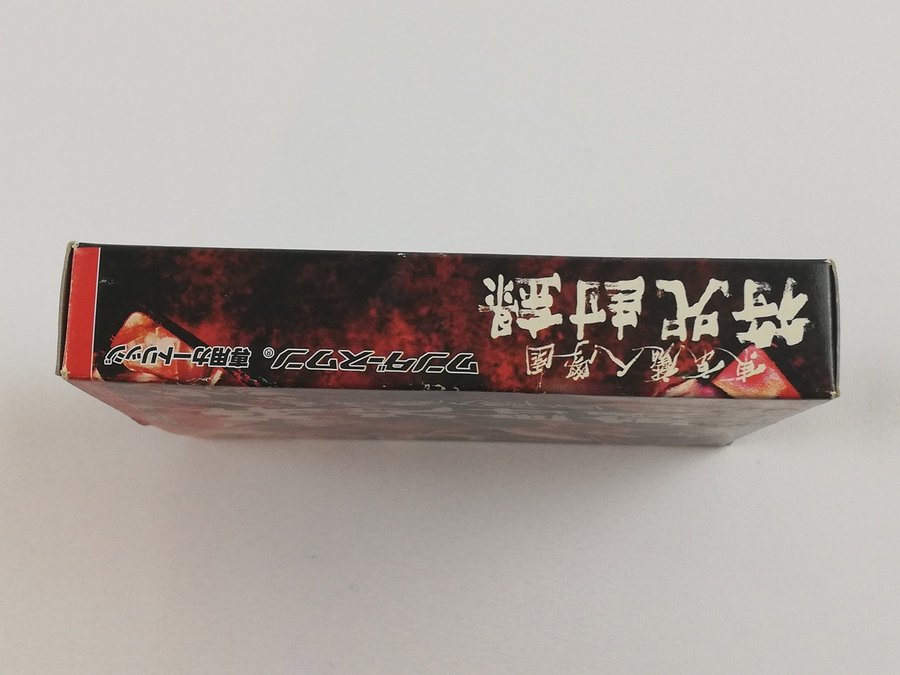 東京魔人學園
符咒封録
ワンダースワン® 専用カートリッジ